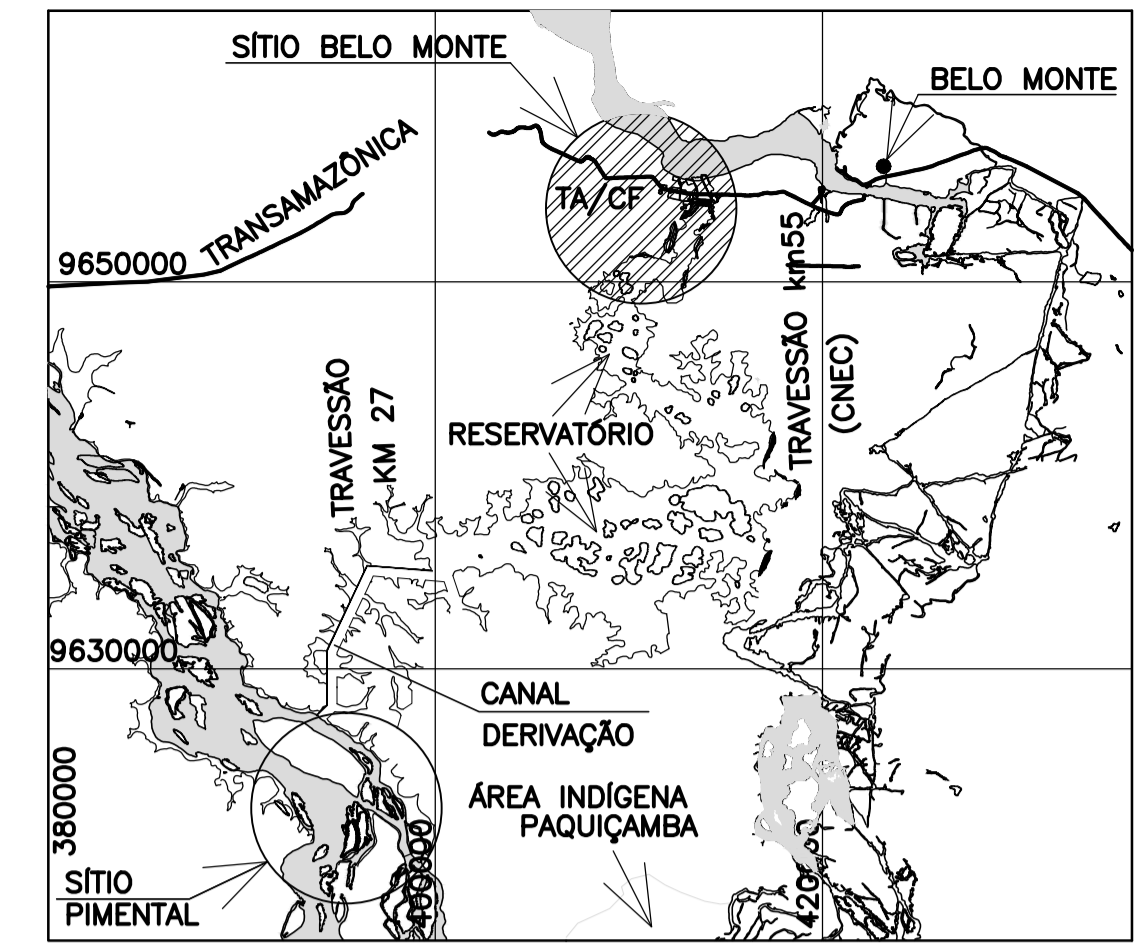 SÍTIO BELO MONTE
BELO MONTE
TRANSAMAZÔNICA
TA/CF
9650000
TRAVESSÃO km55
(CNEC)
TRAVESSÃO
KM 27
RESERVATÓRIO
9630000
CANAL
DERIVAÇÃO
380000
ÁREA INDÍGENA
PAQUIÇAMBA
400000
SÍTIO
PIMENTAL